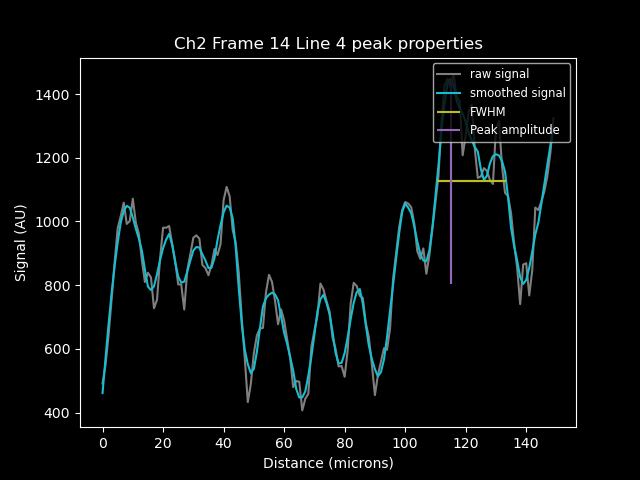 Ch2 Frame 14 Line 4 peak properties
raw signal
smoothed signal
FWHM
Peak amplitude
Signal (AU)
1400
1200
1000
800
600
400
0 20 40 60 80 100 120 140
Distance (microns)